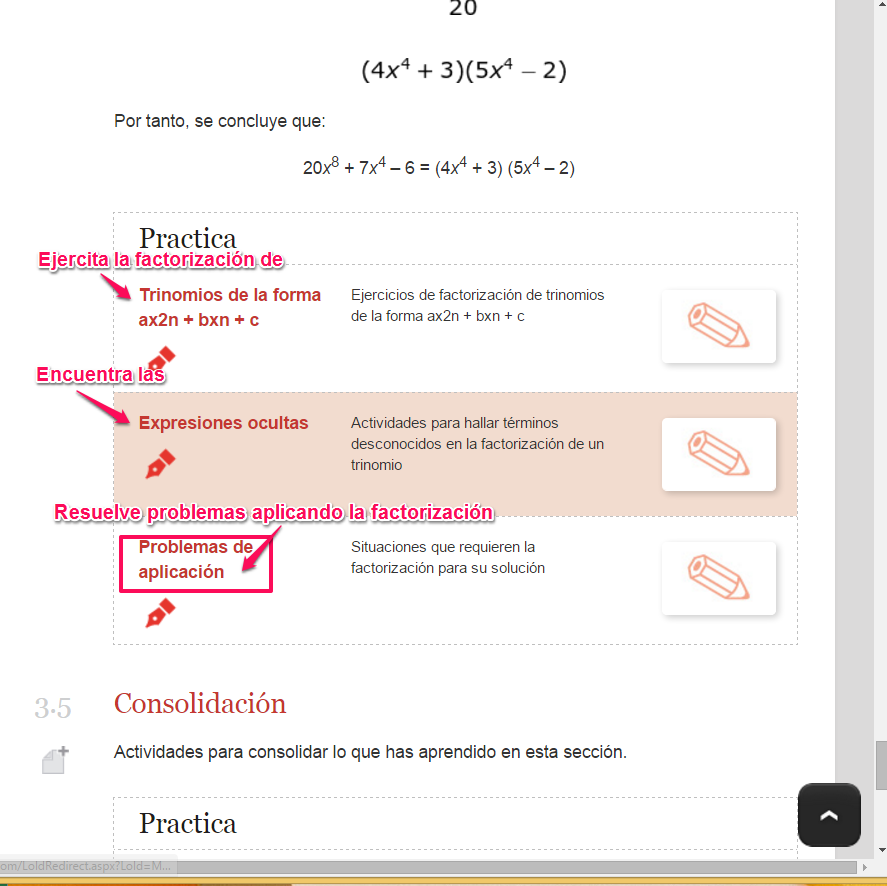 20
(4x⁴ + 3)(5x⁴ – 2)
Por tanto, se concluye que:
20x⁸ + 7x⁴ – 6 = (4x⁴ + 3) (5x⁴ – 2)
Practica
Ejercita la factorización de
Trinomios de la forma
ax2n + bxn + c
Ejercicios de factorización de trinomios
de la forma ax2n + bxn + c
Encuentra las
Expresiones ocultas
Actividades para hallar términos
desconocidos en la factorización de un
trinomio
Resuelve problemas aplicando la factorización
Problemas de
aplicación
Situaciones que requieren la
factorización para su solución
3.5
Consolidación
Actividades para consolidar lo que has aprendido en esta sección.
Practica
om/LoIdRedirect.aspx?LoId=M...